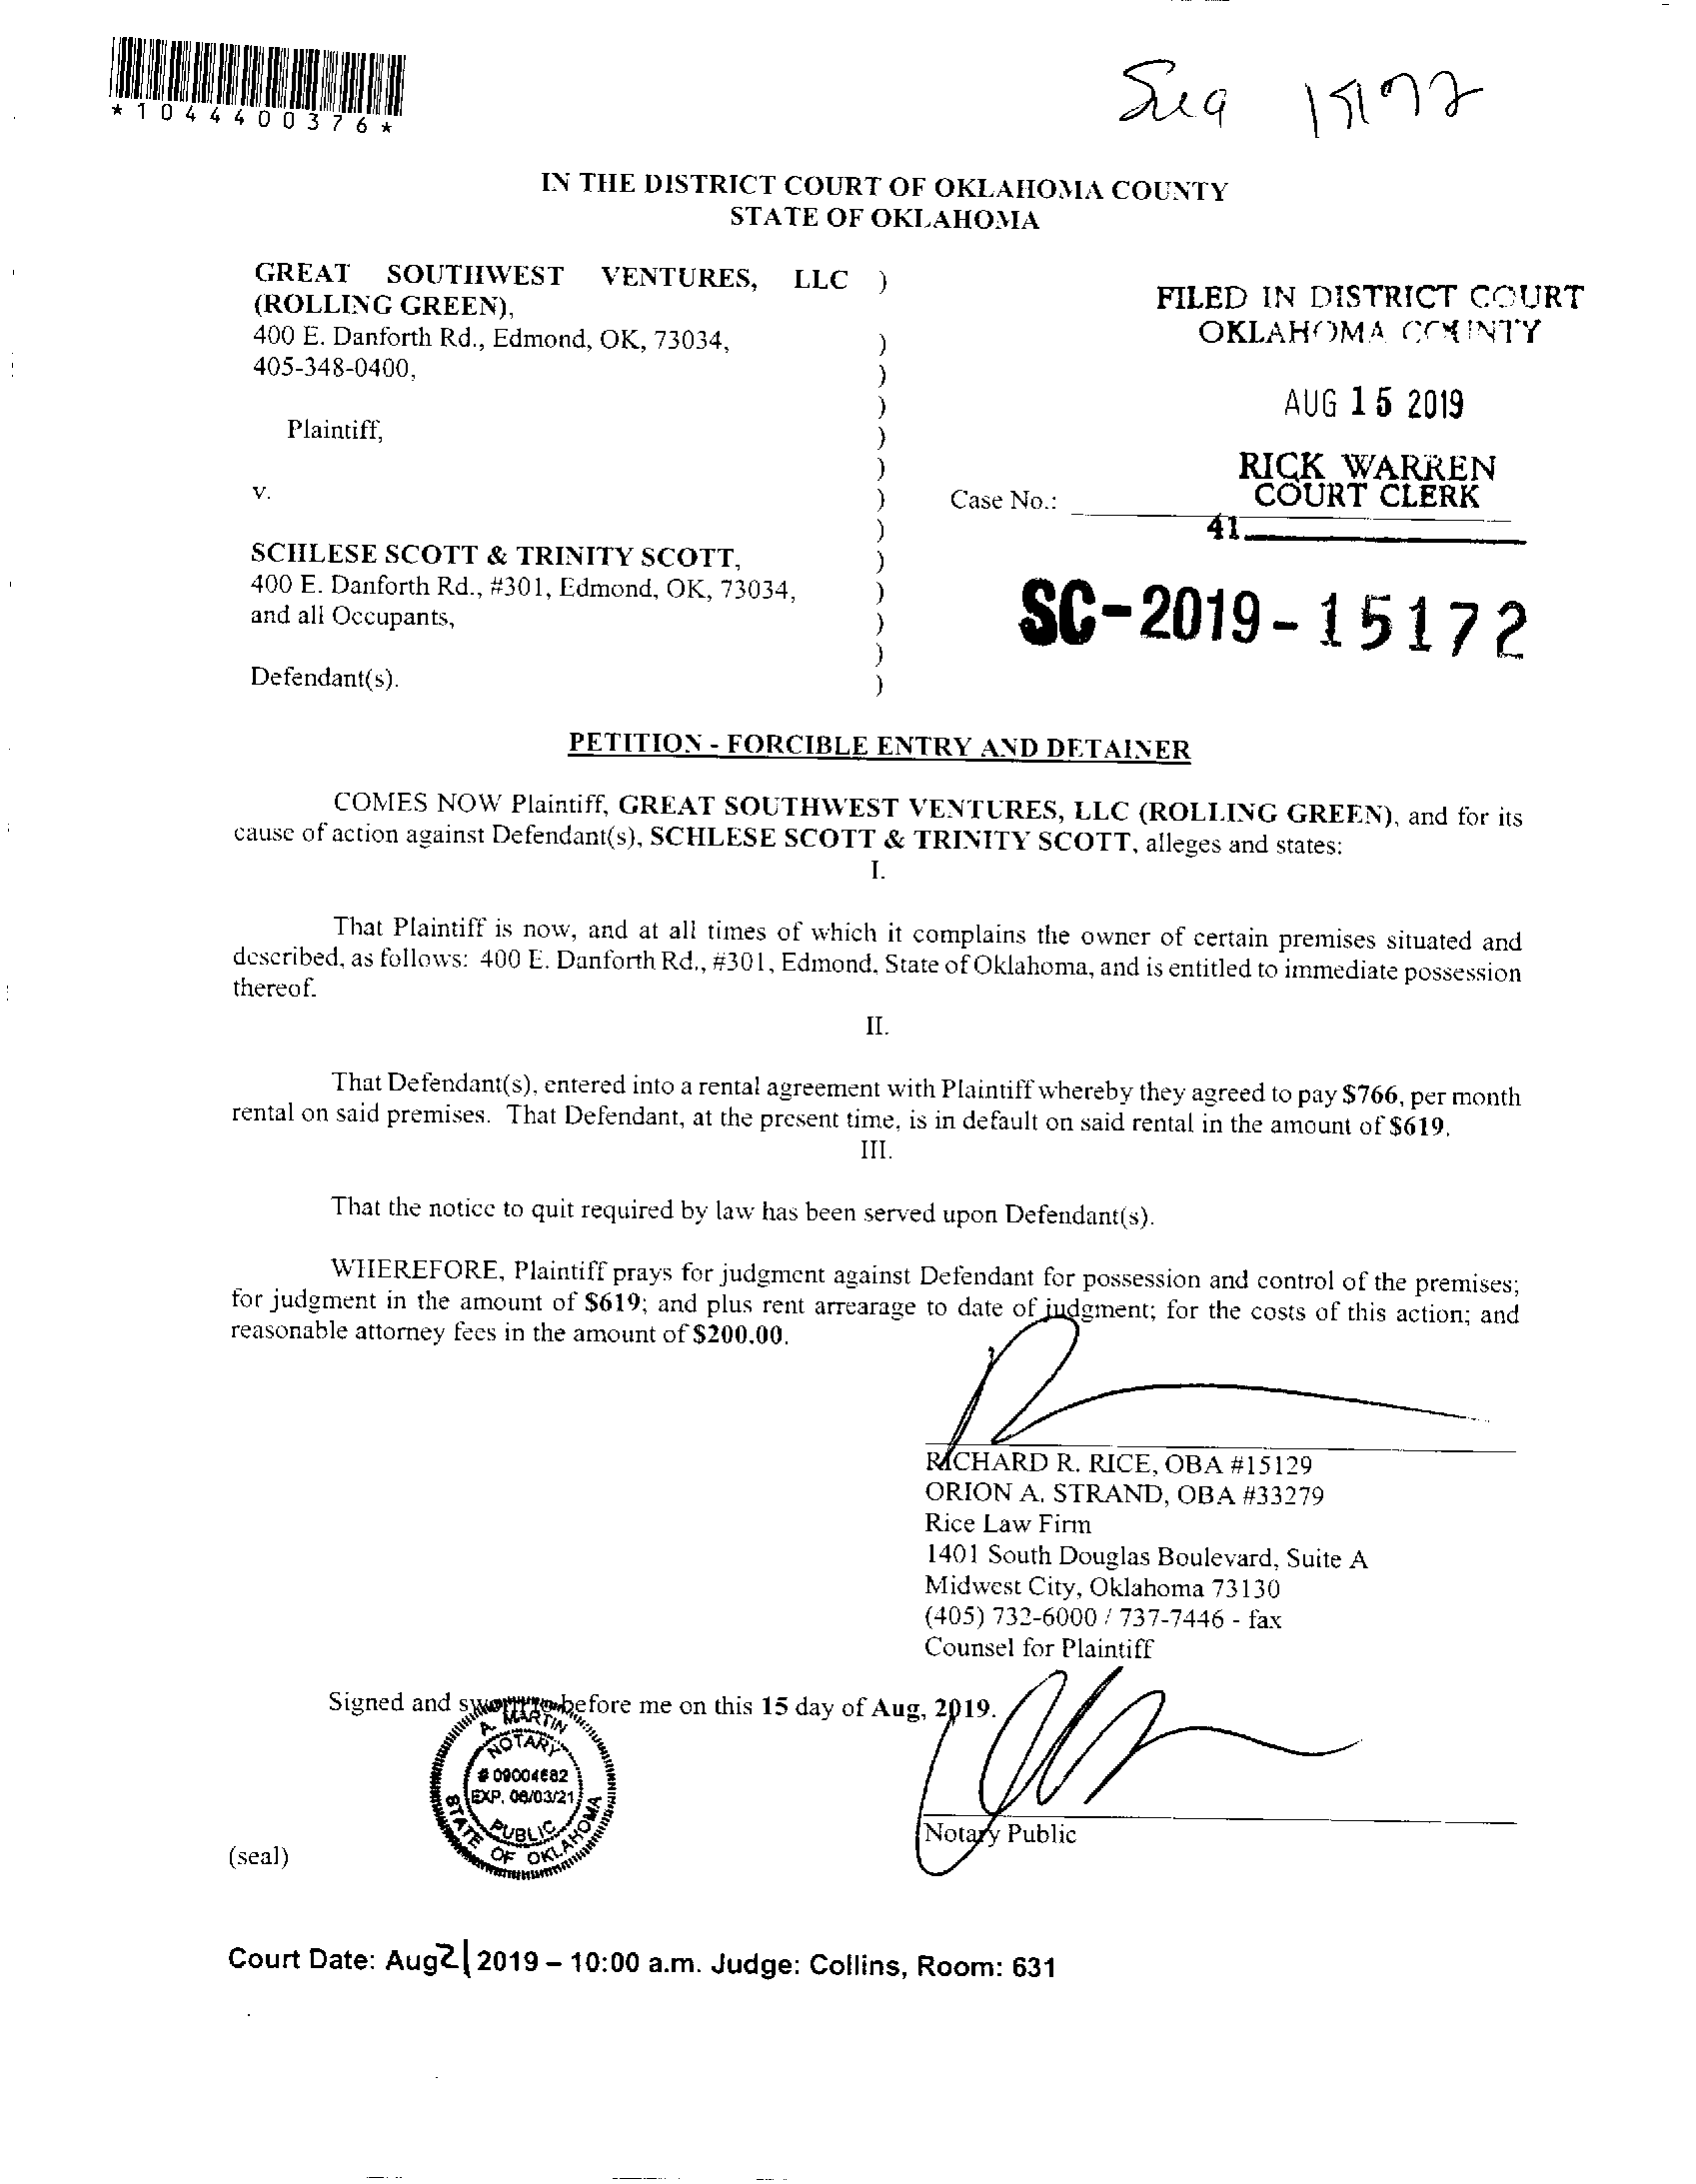 *1044400376*
IN THE DISTRICT COURT OF OKLAHOMA COUNTY
STATE OF OKLAHOMA
GREAT SOUTHWEST VENTURES, LLC )
(ROLLING GREEN),
400 E. Danforth Rd., Edmond, OK, 73034, )
405-348-0400, )
)
Plaintiff, )
)
v. )
)
SCHLESE SCOTT & TRINITY SCOTT, )
400 E. Danforth Rd., #301, Edmond, OK, 73034, )
and all Occupants, )
)
Defendant(s). )
FILED IN DISTRICT COURT
OKLAHOMA COUNTY
AUG 15 2019
RICK WARREN
COURT CLERK
Case No.:
41
SC-2019-15172
PETITION - FORCIBLE ENTRY AND DETAINER
COMES NOW Plaintiff, GREAT SOUTHWEST VENTURES, LLC (ROLLING GREEN), and for its
cause of action against Defendant(s), SCHLESE SCOTT & TRINITY SCOTT, alleges and states:
I.
That Plaintiff is now, and at all times of which it complains the owner of certain premises situated and
described, as follows: 400 E. Danforth Rd., #301, Edmond, State of Oklahoma, and is entitled to immediate possession
thereof.
II.
That Defendant(s), entered into a rental agreement with Plaintiff whereby they agreed to pay $766, per month
rental on said premises. That Defendant, at the present time, is in default on said rental in the amount of $619.
III.
That the notice to quit required by law has been served upon Defendant(s).
WHEREFORE, Plaintiff prays for judgment against Defendant for possession and control of the premises;
for judgment in the amount of $619; and plus rent arrearage to date of judgment; for the costs of this action; and
reasonable attorney fees in the amount of $200.00.
RICHARD R. RICE, OBA #15129
ORION A. STRAND, OBA #33279
Rice Law Firm
1401 South Douglas Boulevard, Suite A
Midwest City, Oklahoma 73130
(405) 732-6000 / 737-7446 - fax
Counsel for Plaintiff
Signed and sworn to before me on this 15 day of Aug, 2019.
A. MARTIN
NOTARY
# 09004682
EXP. 06/03/21
PUBLIC
STATE OF OKLAHOMA
Notary Public
(seal)
Court Date: Aug 21 2019 – 10:00 a.m. Judge: Collins, Room: 631